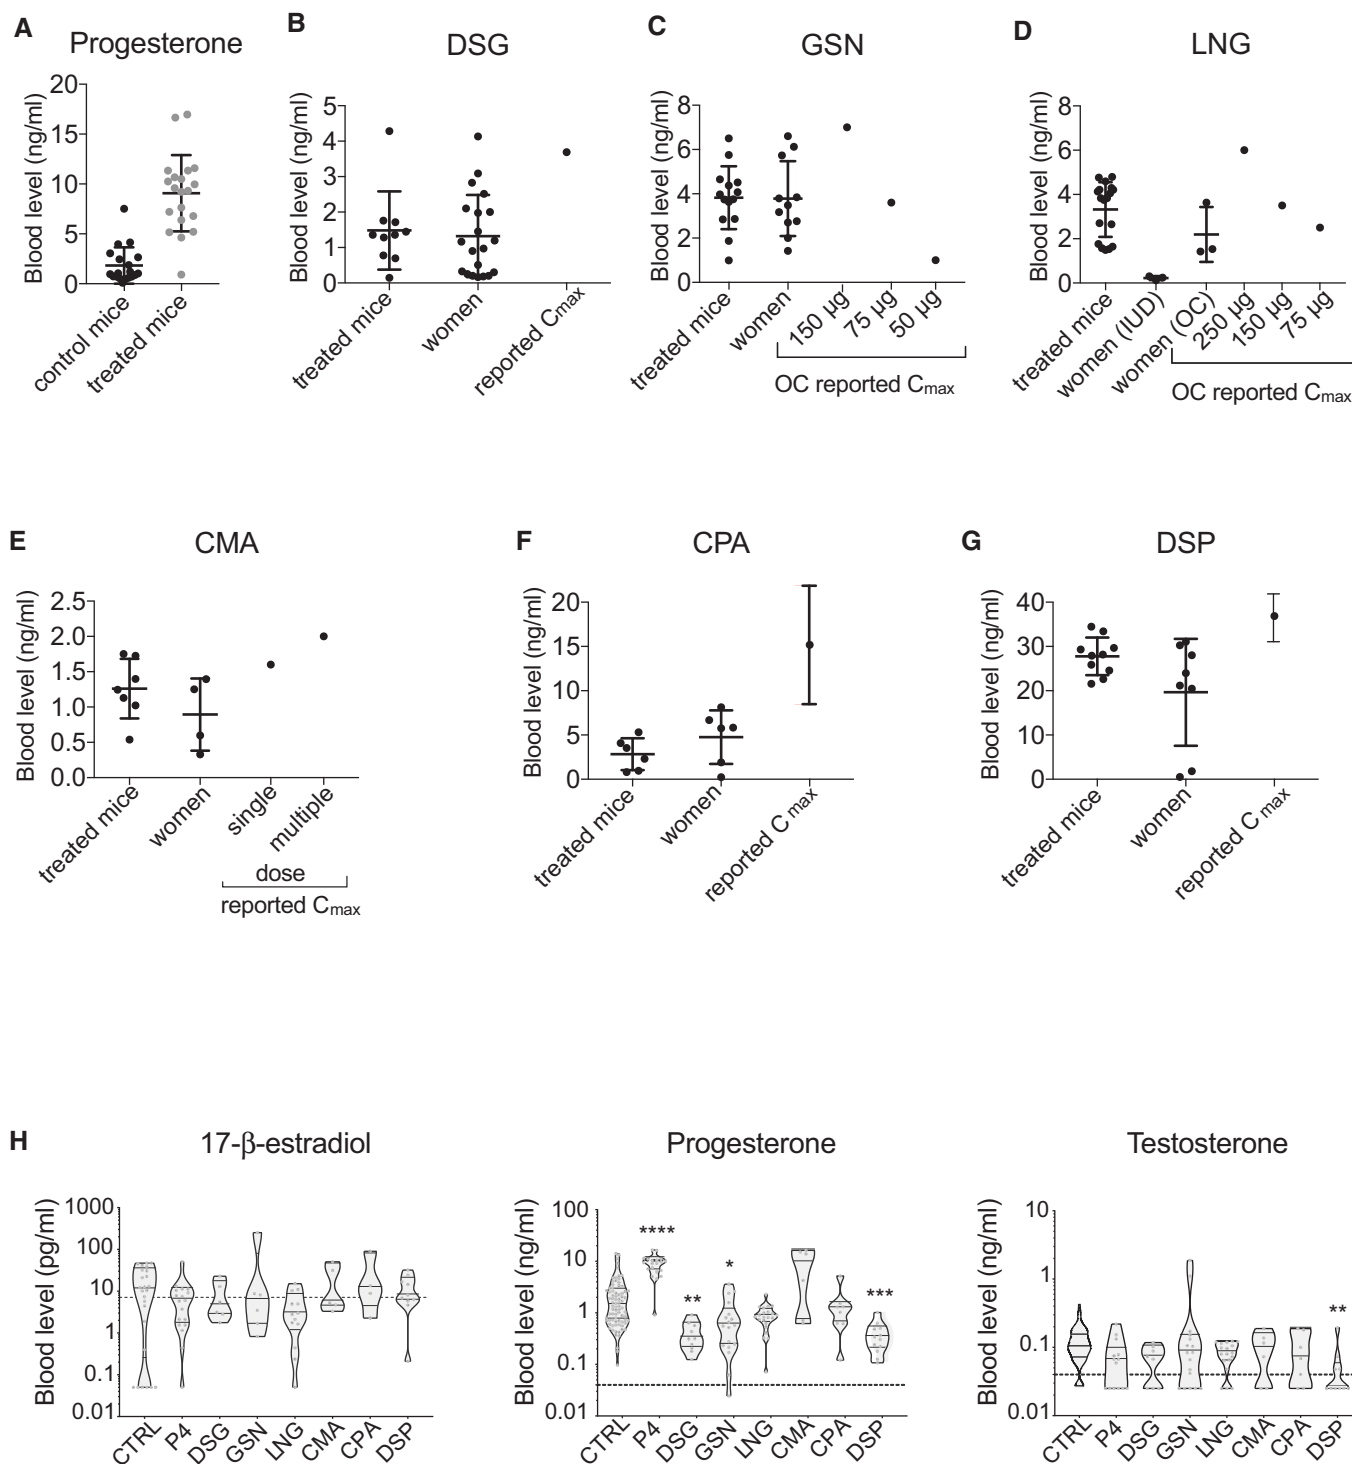 A
Progesterone
Blood level (ng/ml)
20
15
10
5
0
control mice
treated mice
B
DSG
Blood level (ng/ml)
5
4
3
2
1
0
treated mice
women
reported Cmax
C
GSN
Blood level (ng/ml)
8
6
4
2
0
treated mice
women
150 µg
75 µg
50 µg
OC reported Cmax
D
LNG
Blood level (ng/ml)
8
6
4
2
0
treated mice
women (IUD)
women (OC)
250 µg
150 µg
75 µg
OC reported Cmax
E
CMA
Blood level (ng/ml)
2.5
2.0
1.5
1.0
0.5
0.0
treated mice
women
single
multiple
dose
reported Cmax
F
CPA
Blood level (ng/ml)
20
15
10
5
0
treated mice
women
reported C max
G
DSP
Blood level (ng/ml)
40
30
20
10
0
treated mice
women
reported C max
H
17-β-estradiol
Blood level (pg/ml)
1000
100
10
1
0.1
0.01
CTRL
P4
DSG
GSN
LNG
CMA
CPA
DSP
Progesterone
Blood level (ng/ml)
100
10
1
0.1
0.01
****
**
*
***
CTRL
P4
DSG
GSN
LNG
CMA
CPA
DSP
Testosterone
Blood level (ng/ml)
10
1
0.1
0.01
**
CTRL
P4
DSG
GSN
LNG
CMA
CPA
DSP